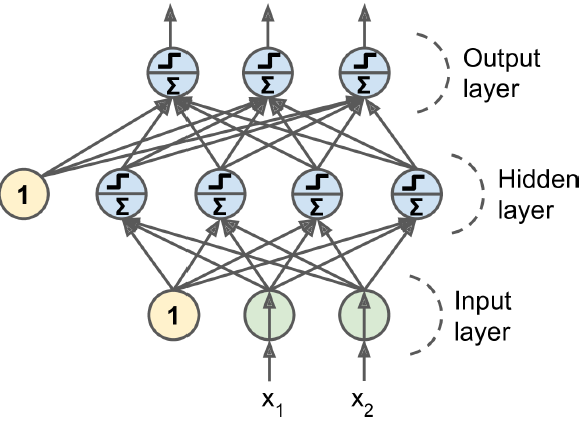 Σ Σ Σ
Output
layer
1
Σ Σ Σ Σ
Hidden
layer
1
Input
layer
x1 x2